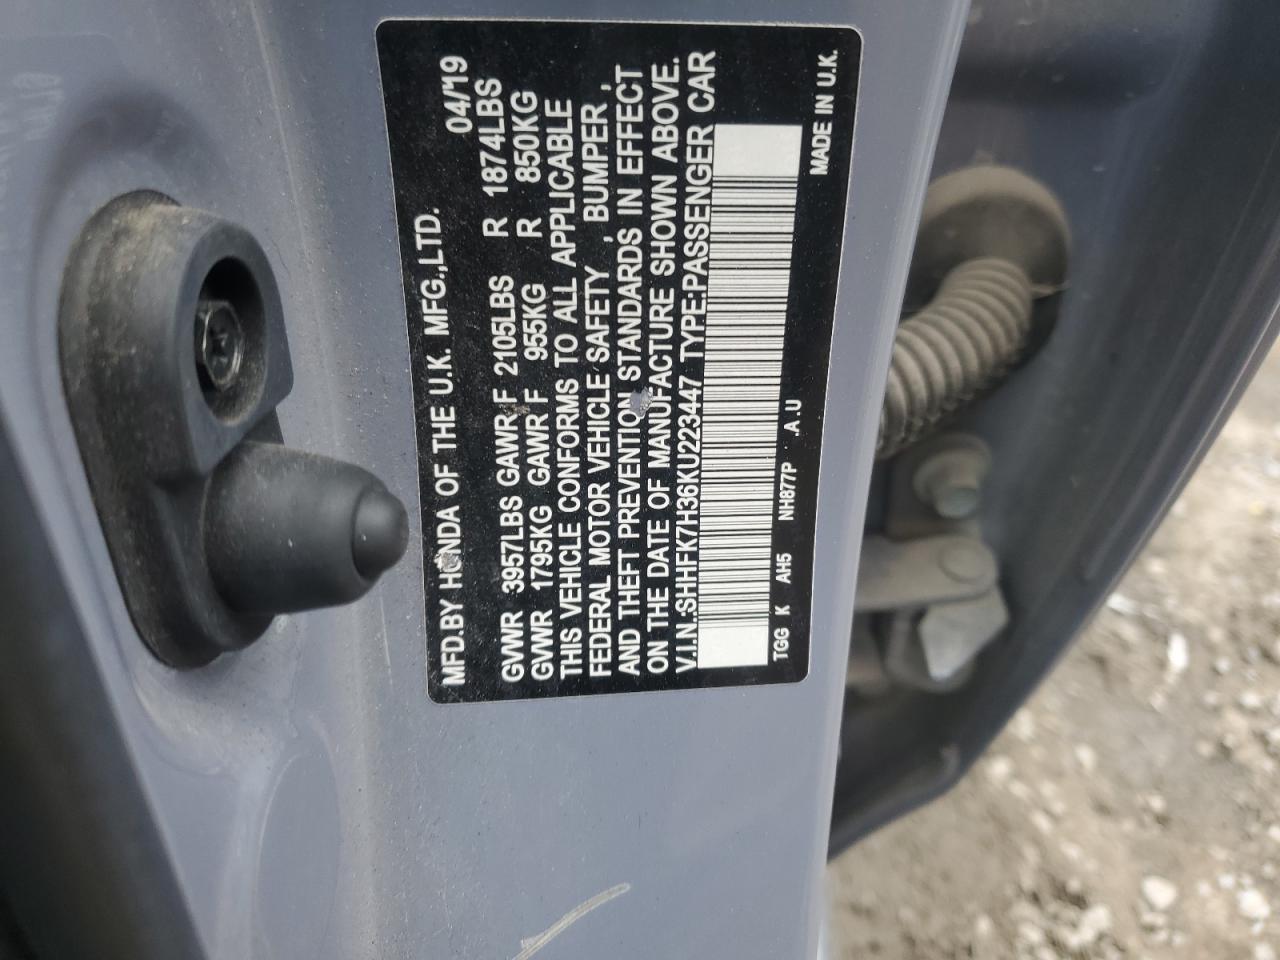 MFD.BY HONDA OF THE U.K. MFG.,LTD. 04/19
GVWR 3957LBS GAWR F 2105LBS R 1874LBS
GVWR 1795KG GAWR F 955KG R 850KG
THIS VEHICLE CONFORMS TO ALL APPLICABLE
FEDERAL MOTOR VEHICLE SAFETY , BUMPER ,
AND THEFT PREVENTION STANDARDS IN EFFECT
ON THE DATE OF MANUFACTURE SHOWN ABOVE.
V.I.N.:SHHFK7H36KU223447 TYPE:PASSENGER CAR
TGG K AH5 NH877P .A.U
MADE IN U.K.